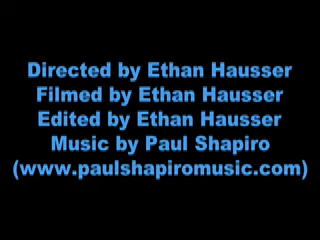 Directed by Ethan Hausser
Filmed by Ethan Hausser
Edited by Ethan Hausser
Music by Paul Shapiro
(www.paulshapiromusic.com)